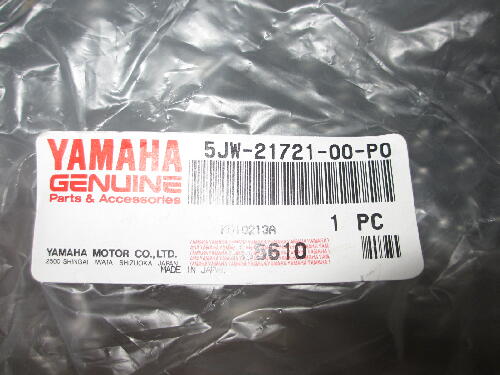 YAMAHA
GENUINE
Parts & Accessories
5JW-21721-00-P0
1 PC
YAMAHA MOTOR CO.,LTD.
2500 SHINGAI IWATA SHIZUOKA JAPAN
MADE IN JAPAN